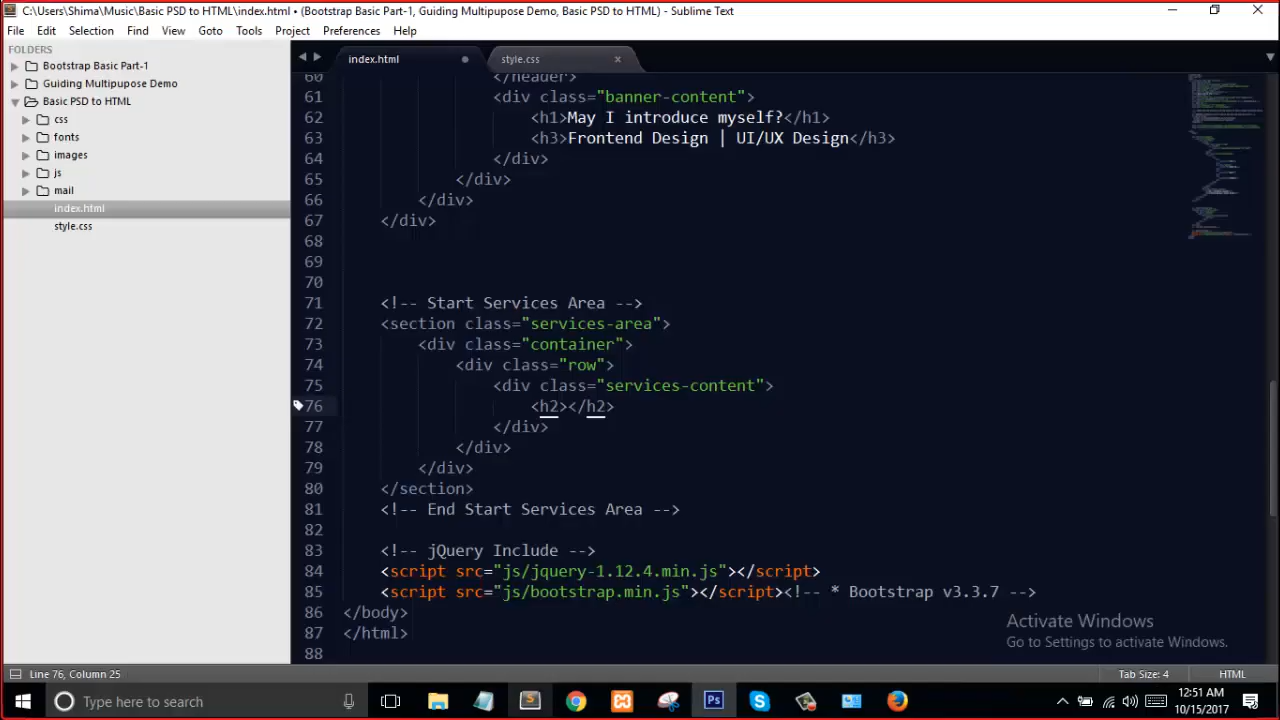 C:\Users\Shima\Music\Basic PSD to HTML\index.html • (Bootstrap Basic Part-1, Guiding Multipupose Demo, Basic PSD to HTML) - Sublime Text
File Edit Selection Find View Goto Tools Project Preferences Help
FOLDERS
Bootstrap Basic Part-1
Guiding Multipupose Demo
Basic PSD to HTML
css
fonts
images
js
mail
index.html
style.css
index.html
style.css
60 </header>
61 <div class="banner-content">
62 <h1>May I introduce myself?</h1>
63 <h3>Frontend Design | UI/UX Design</h3>
64 </div>
65 </div>
66 </div>
67 </div>
68
69
70
71 <!-- Start Services Area -->
72 <section class="services-area">
73 <div class="container">
74 <div class="row">
75 <div class="services-content">
76 <h2></h2>
77 </div>
78 </div>
79 </div>
80 </section>
81 <!-- End Start Services Area -->
82
83 <!-- jQuery Include -->
84 <script src="js/jquery-1.12.4.min.js"></script>
85 <script src="js/bootstrap.min.js"></script><!-- * Bootstrap v3.3.7 -->
86 </body>
87 </html>
88
Activate Windows
Go to Settings to activate Windows.
Line 76, Column 25
Tab Size: 4
HTML
Type here to search
Ps
12:51 AM
10/15/2017